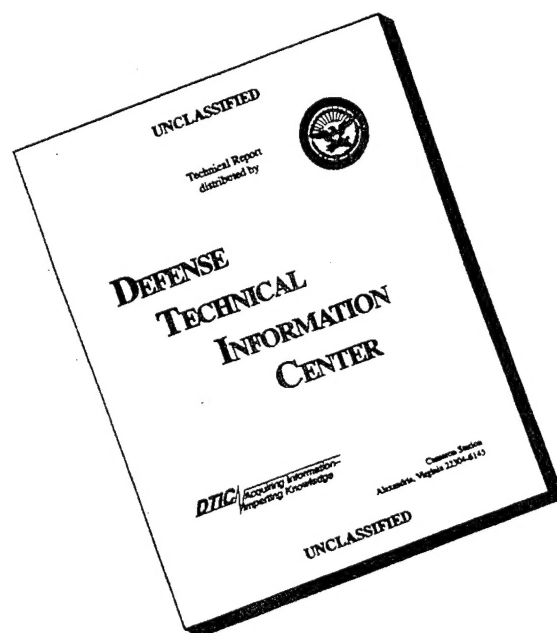 UNCLASSIFIED
Technical Report
distributed by
DEFENSE
TECHNICAL
INFORMATION
CENTER
DTIC Acquiring Information–
Imparting Knowledge
Cameron Station
Alexandria, Virginia 22304-6145
UNCLASSIFIED